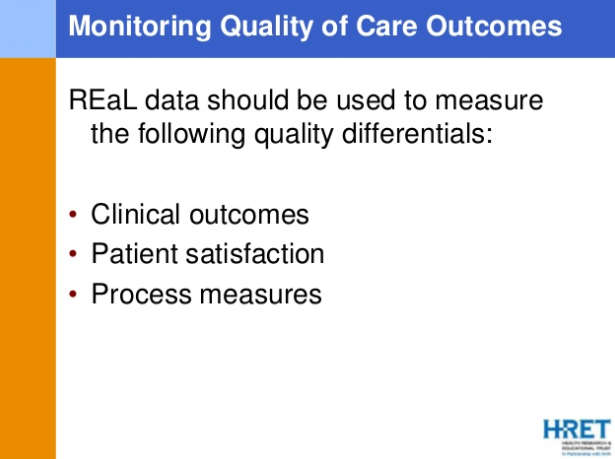 Monitoring Quality of Care Outcomes
REaL data should be used to measure
the following quality differentials:
• Clinical outcomes
• Patient satisfaction
• Process measures
HRET
HEALTH RESEARCH &
EDUCATIONAL TRUST
In Partnership with AHA